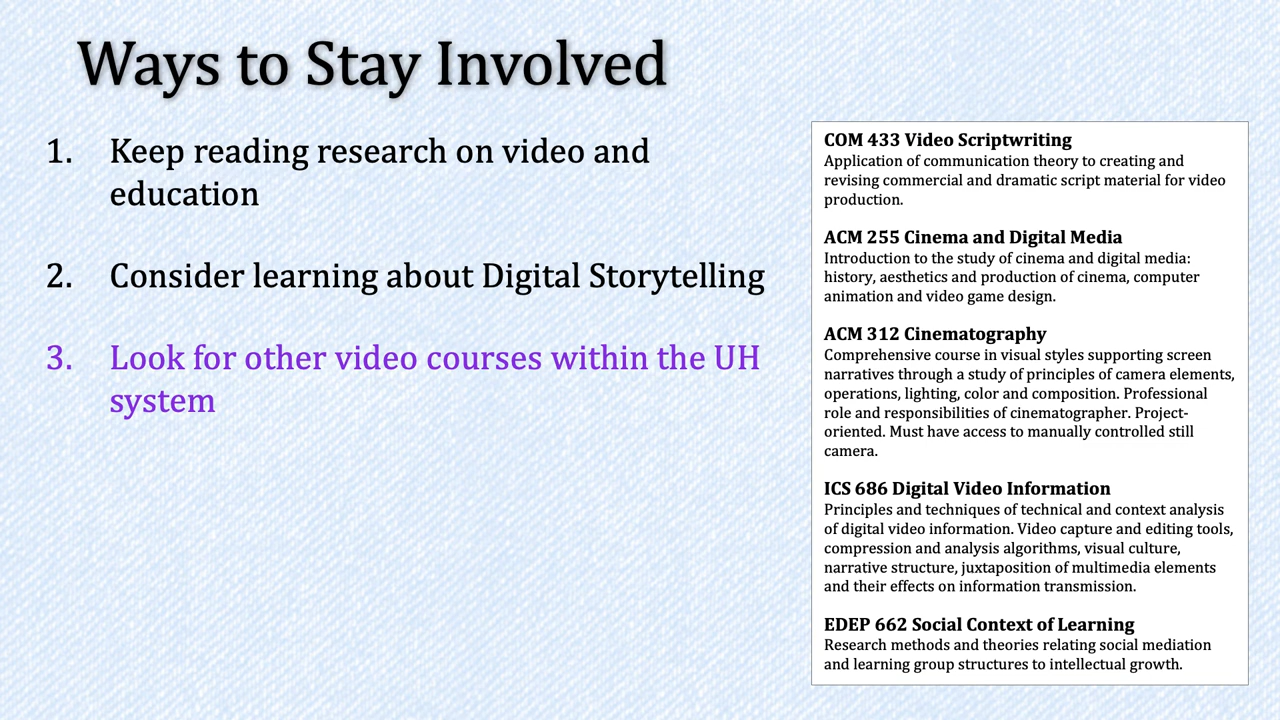 Ways to Stay Involved
1. Keep reading research on video and
education
2. Consider learning about Digital Storytelling
3. Look for other video courses within the UH
system
COM 433 Video Scriptwriting
Application of communication theory to creating and
revising commercial and dramatic script material for video
production.
ACM 255 Cinema and Digital Media
Introduction to the study of cinema and digital media:
history, aesthetics and production of cinema, computer
animation and video game design.
ACM 312 Cinematography
Comprehensive course in visual styles supporting screen
narratives through a study of principles of camera elements,
operations, lighting, color and composition. Professional
role and responsibilities of cinematographer. Project-
oriented. Must have access to manually controlled still
camera.
ICS 686 Digital Video Information
Principles and techniques of technical and context analysis
of digital video information. Video capture and editing tools,
compression and analysis algorithms, visual culture,
narrative structure, juxtaposition of multimedia elements
and their effects on information transmission.
EDEP 662 Social Context of Learning
Research methods and theories relating social mediation
and learning group structures to intellectual growth.